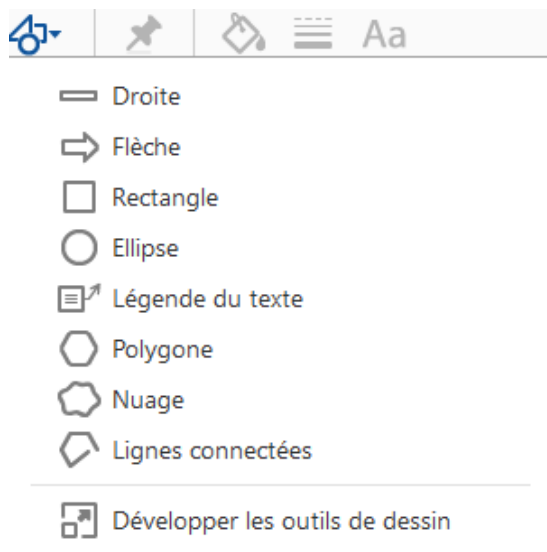 Aa
Droite
Flèche
Rectangle
Ellipse
Légende du texte
Polygone
Nuage
Lignes connectées
Développer les outils de dessin